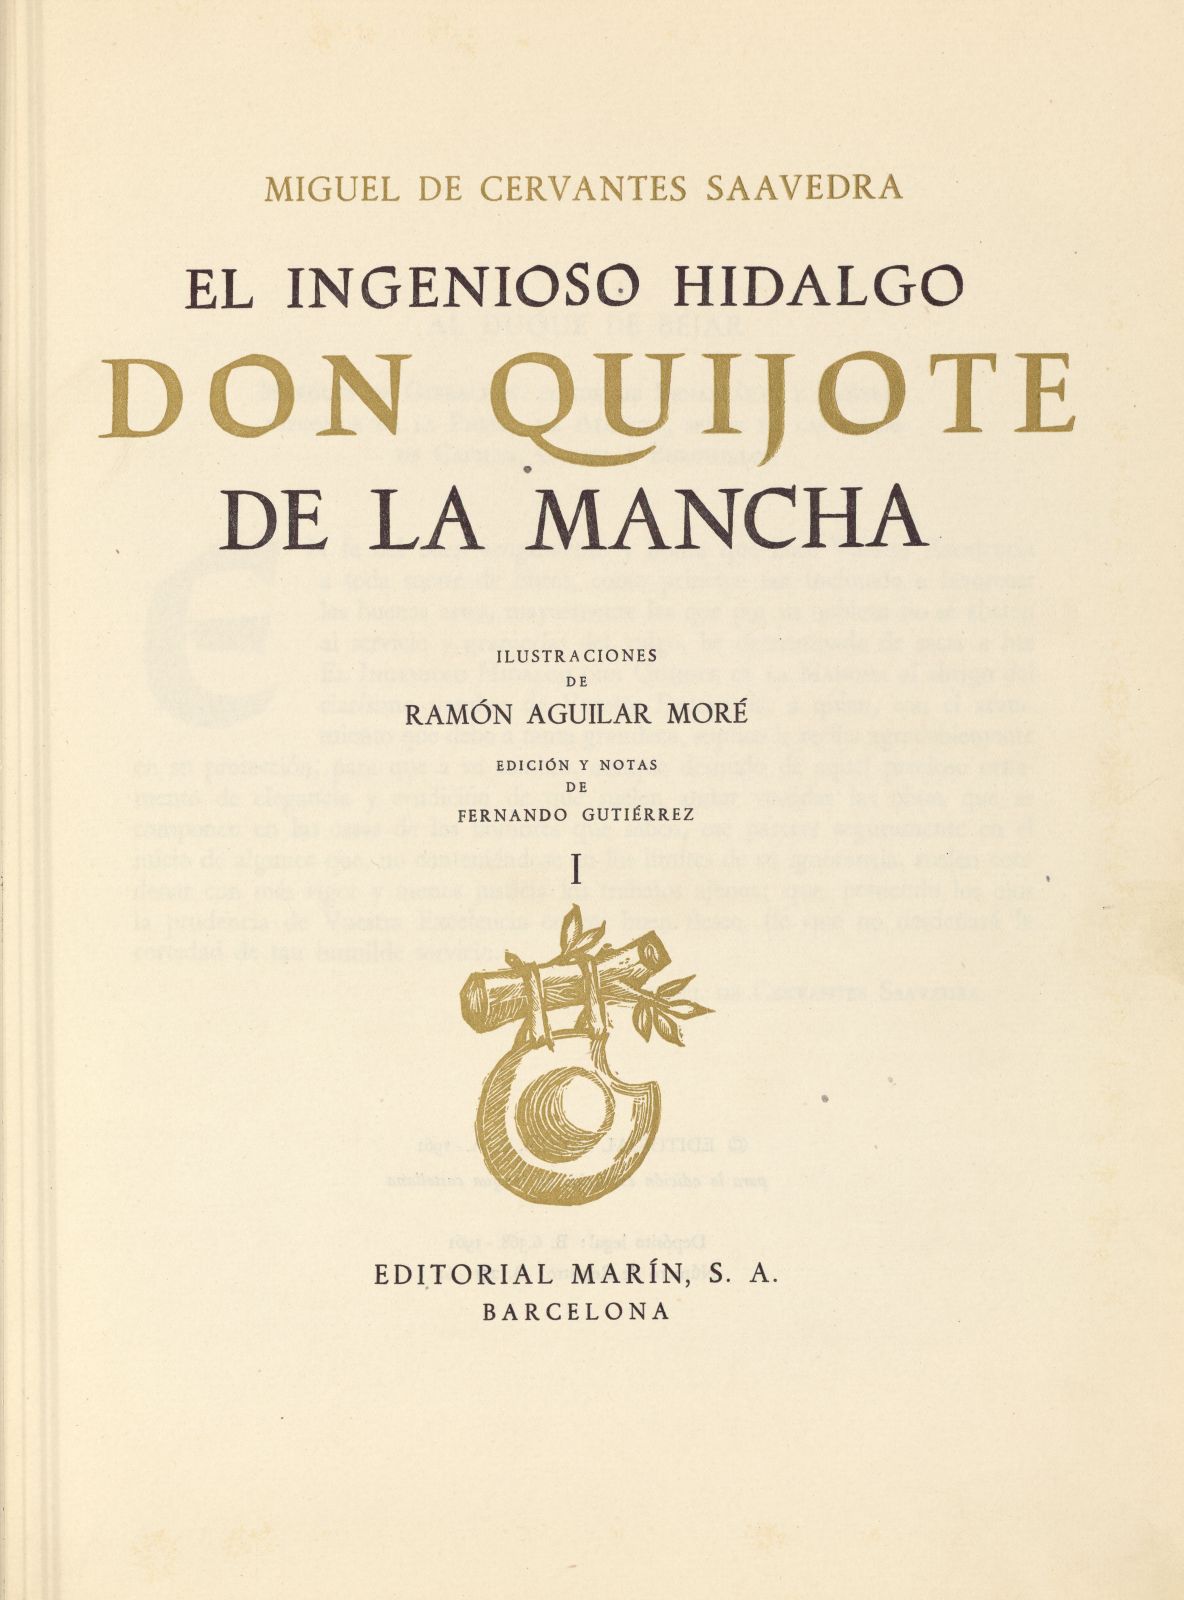 MIGUEL DE CERVANTES SAAVEDRA
EL INGENIOSO HIDALGO
DON QUIJOTE
DE LA MANCHA
ILUSTRACIONES
DE
RAMÓN AGUILAR MORÉ
EDICIÓN Y NOTAS
DE
FERNANDO GUTIÉRREZ
I
EDITORIAL MARÍN, S. A.
BARCELONA